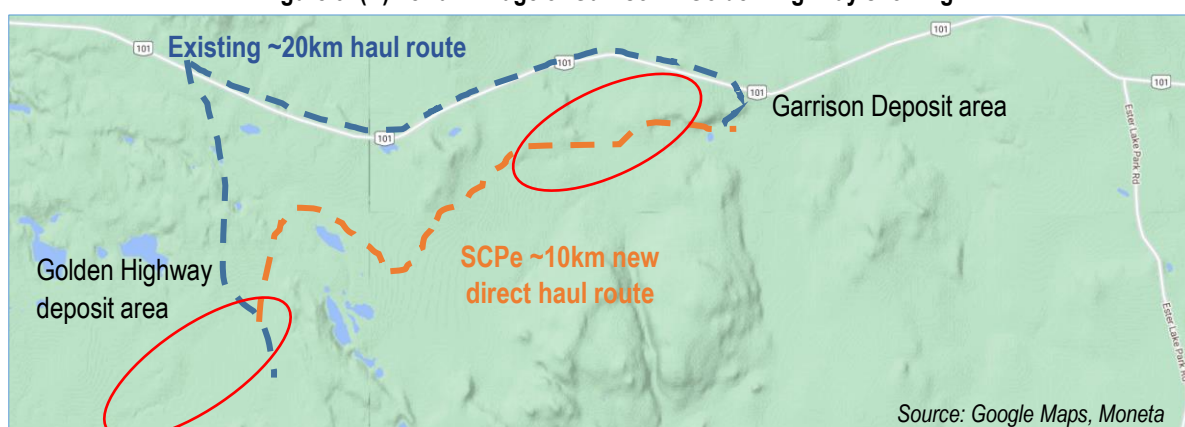 101
Existing ~20km haul route
101
101
101
101
101
Garrison Deposit area
Ester Lake Park Rd
SCPe ~10km new
direct haul route
Golden Highway
deposit area
Ester Lake Park Rd
Source: Google Maps, Moneta